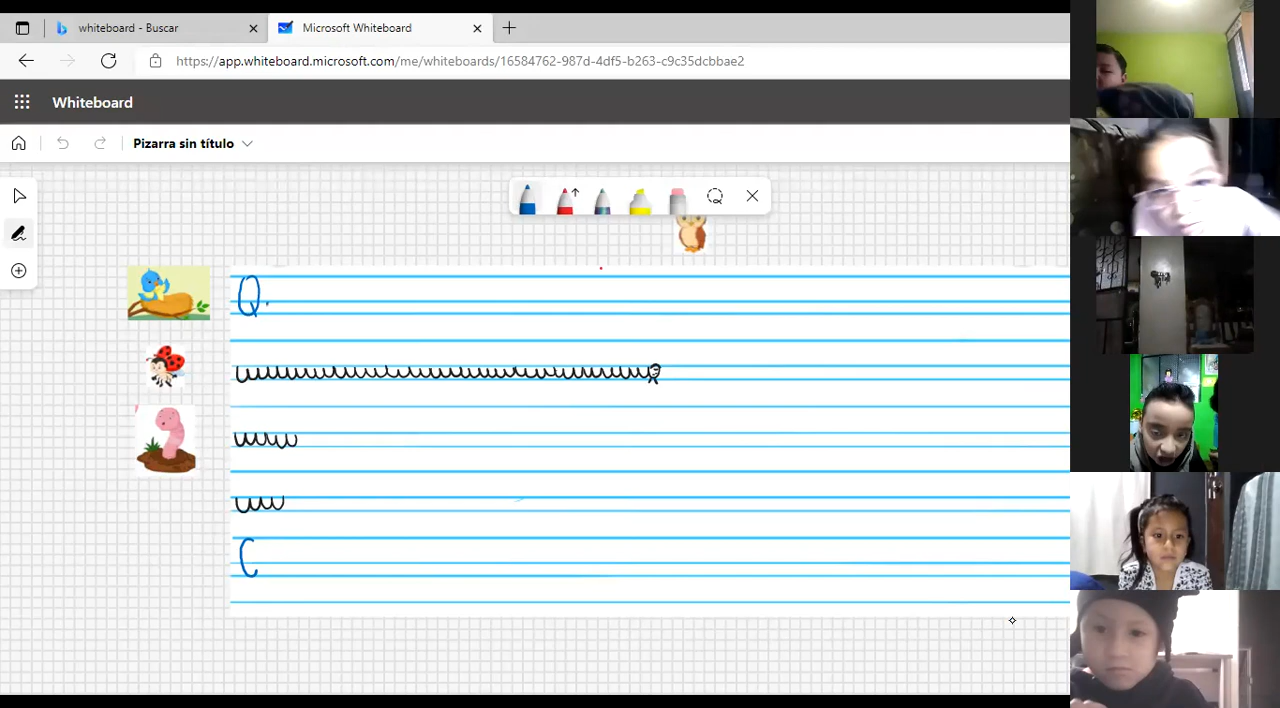 whiteboard - Buscar
Microsoft Whiteboard
https://app.whiteboard.microsoft.com/me/whiteboards/16584762-987d-4df5-b263-c9c35dcbbae2
Whiteboard
Pizarra sin título
Q
C